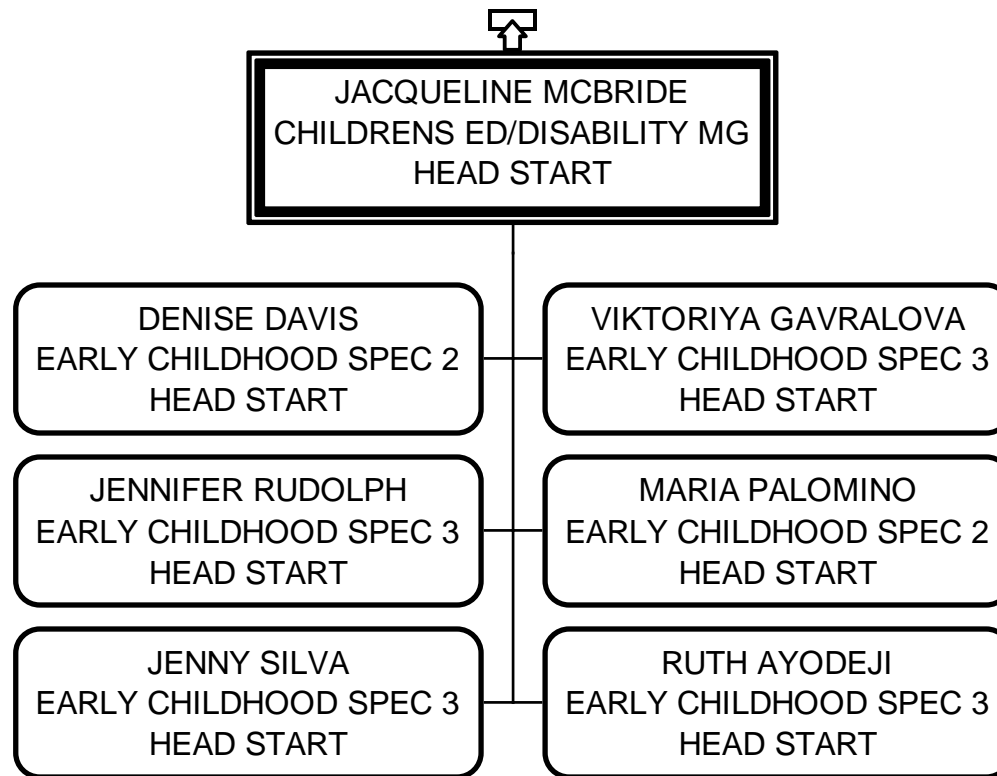 JACQUELINE MCBRIDE
CHILDRENS ED/DISABILITY MG
HEAD START
DENISE DAVIS
EARLY CHILDHOOD SPEC 2
HEAD START
VIKTORIYA GAVRALOVA
EARLY CHILDHOOD SPEC 3
HEAD START
JENNIFER RUDOLPH
EARLY CHILDHOOD SPEC 3
HEAD START
MARIA PALOMINO
EARLY CHILDHOOD SPEC 2
HEAD START
JENNY SILVA
EARLY CHILDHOOD SPEC 3
HEAD START
RUTH AYODEJI
EARLY CHILDHOOD SPEC 3
HEAD START